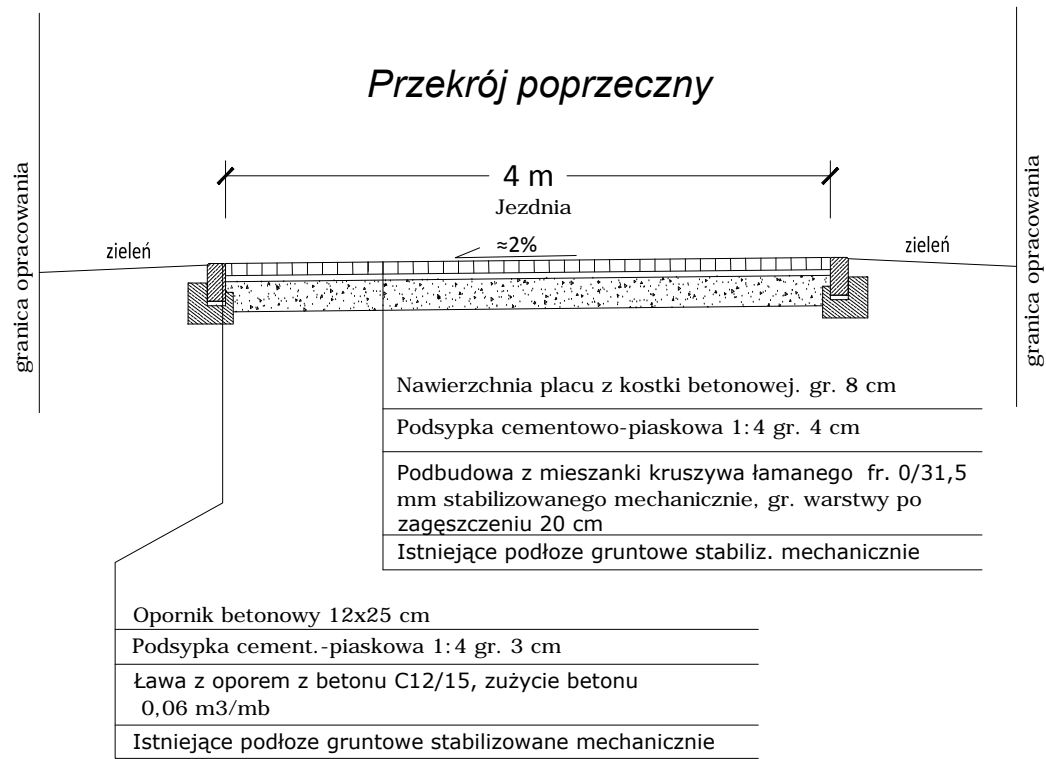 Przekrój poprzeczny
granica opracowania
4 m
Jezdnia
≈2%
zieleń
zieleń
granica opracowania
Nawierzchnia placu z kostki betonowej. gr. 8 cm
Podsypka cementowo-piaskowa 1:4 gr. 4 cm
Podbudowa z mieszanki kruszywa łamanego fr. 0/31,5
mm stabilizowanego mechanicznie, gr. warstwy po
zagęszczeniu 20 cm
Istniejące podłoze gruntowe stabiliz. mechanicznie
Opornik betonowy 12x25 cm
Podsypka cement.-piaskowa 1:4 gr. 3 cm
Ława z oporem z betonu C12/15, zużycie betonu
0,06 m3/mb
Istniejące podłoze gruntowe stabilizowane mechanicznie